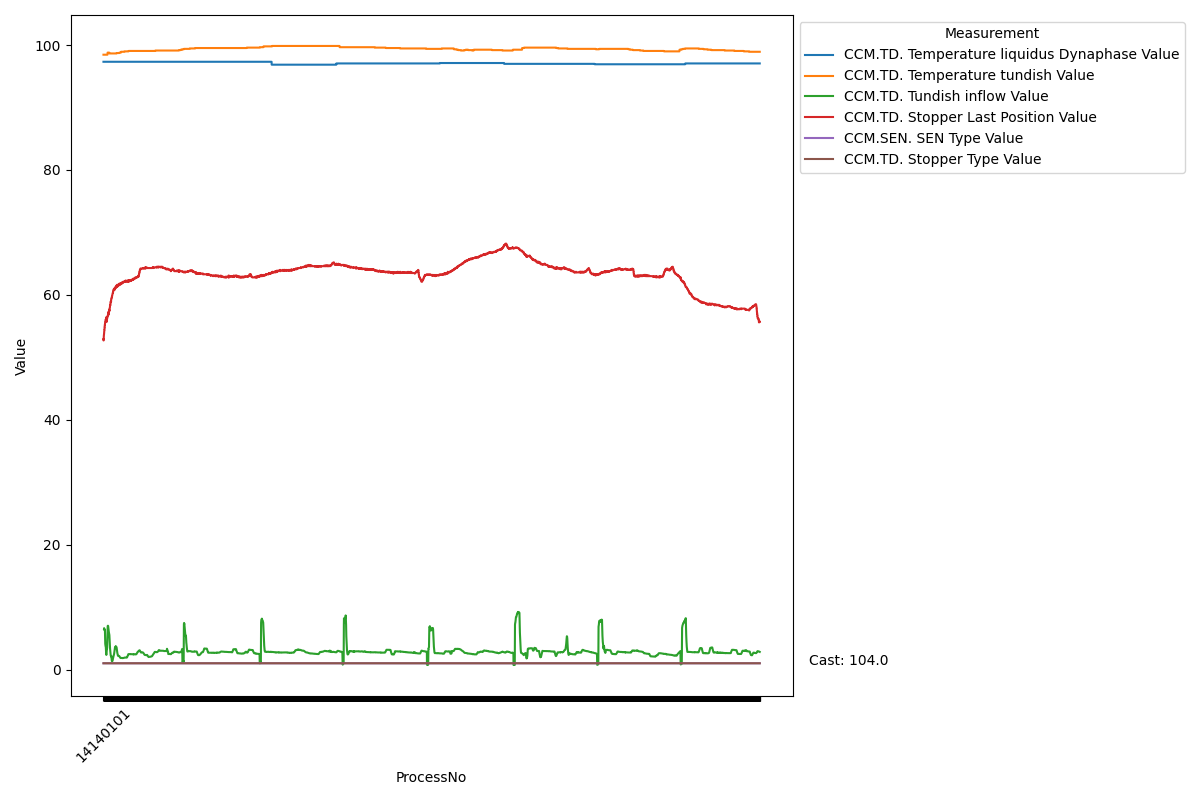 Measurement
CCM.TD. Temperature liquidus Dynaphase Value
CCM.TD. Temperature tundish Value
CCM.TD. Tundish inflow Value
CCM.TD. Stopper Last Position Value
CCM.SEN. SEN Type Value
CCM.TD. Stopper Type Value
100
80
60
40
20
0
Value
Cast: 104.0
14140101
ProcessNo